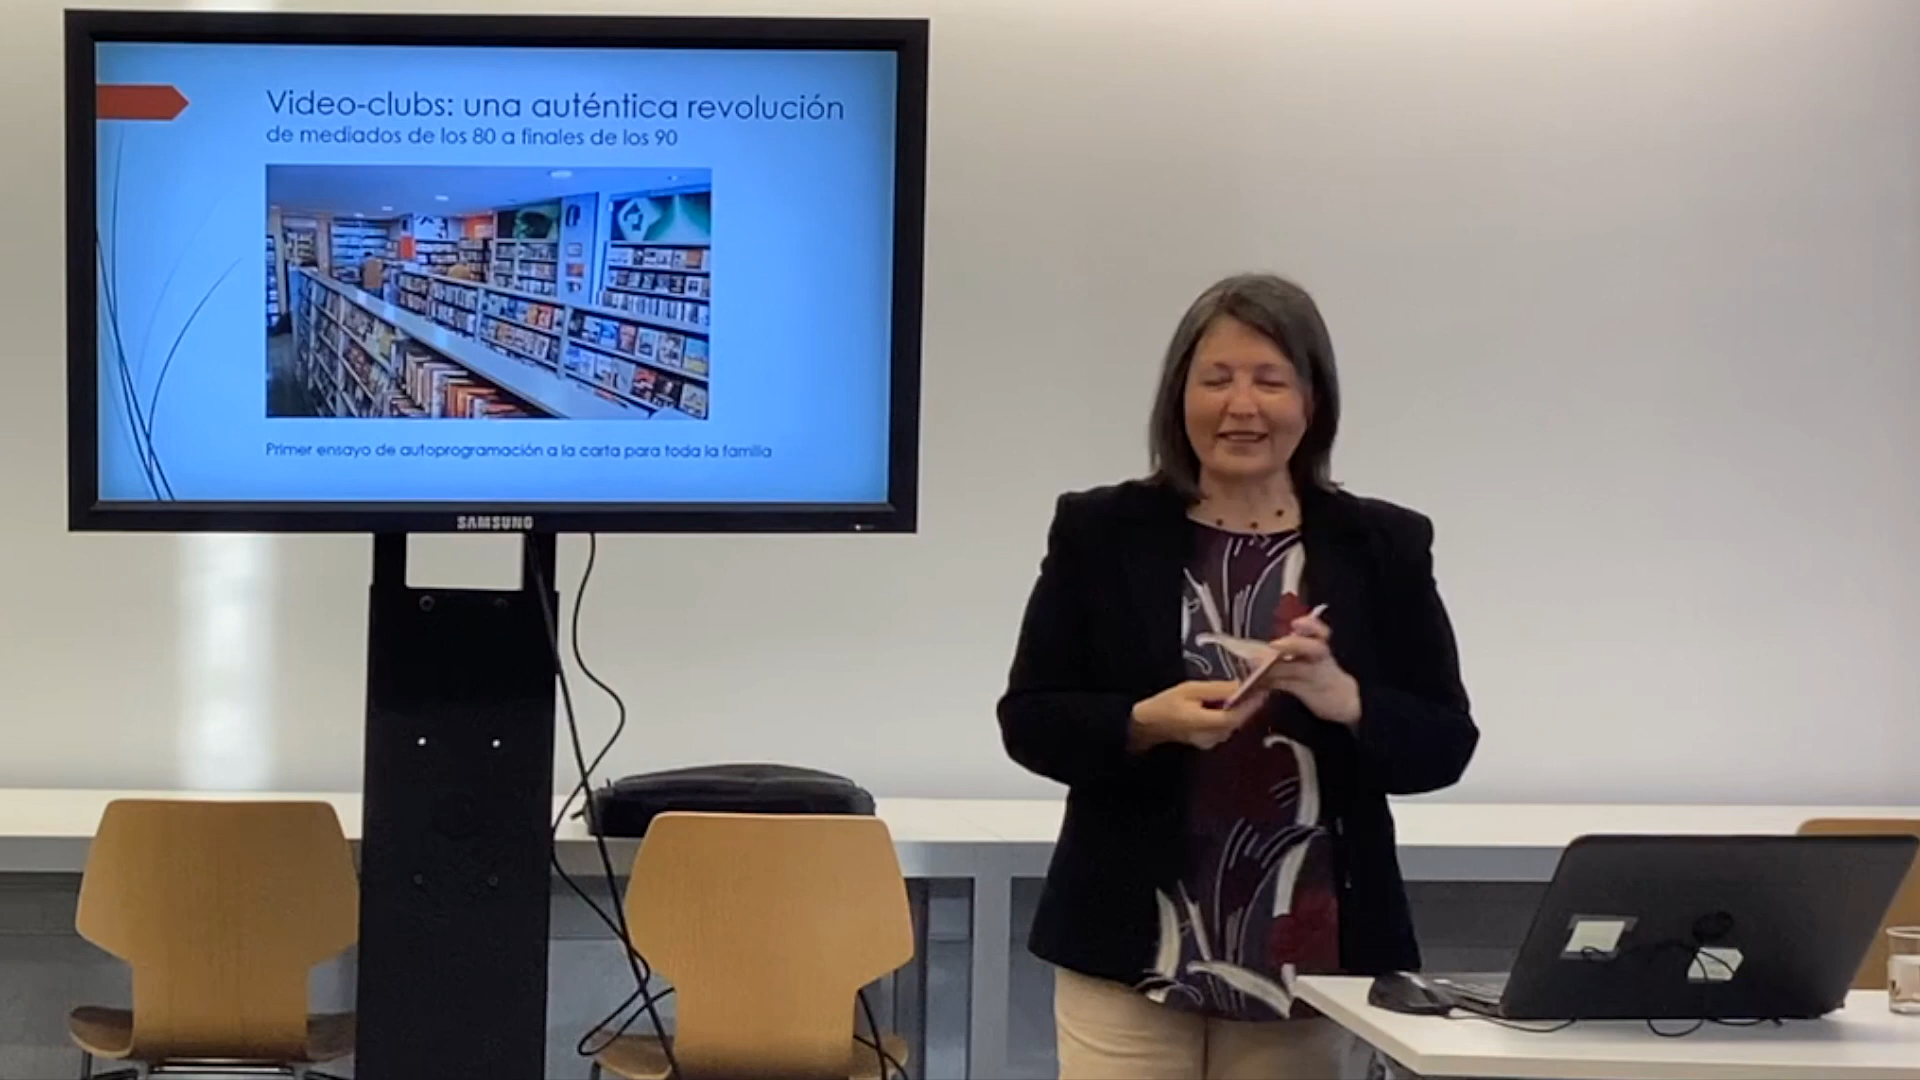 Video-clubs: una auténtica revolución
de mediados de los 80 a finales de los 90
Primer ensayo de autoprogramación a la carta para toda la familia
SAMSUNG